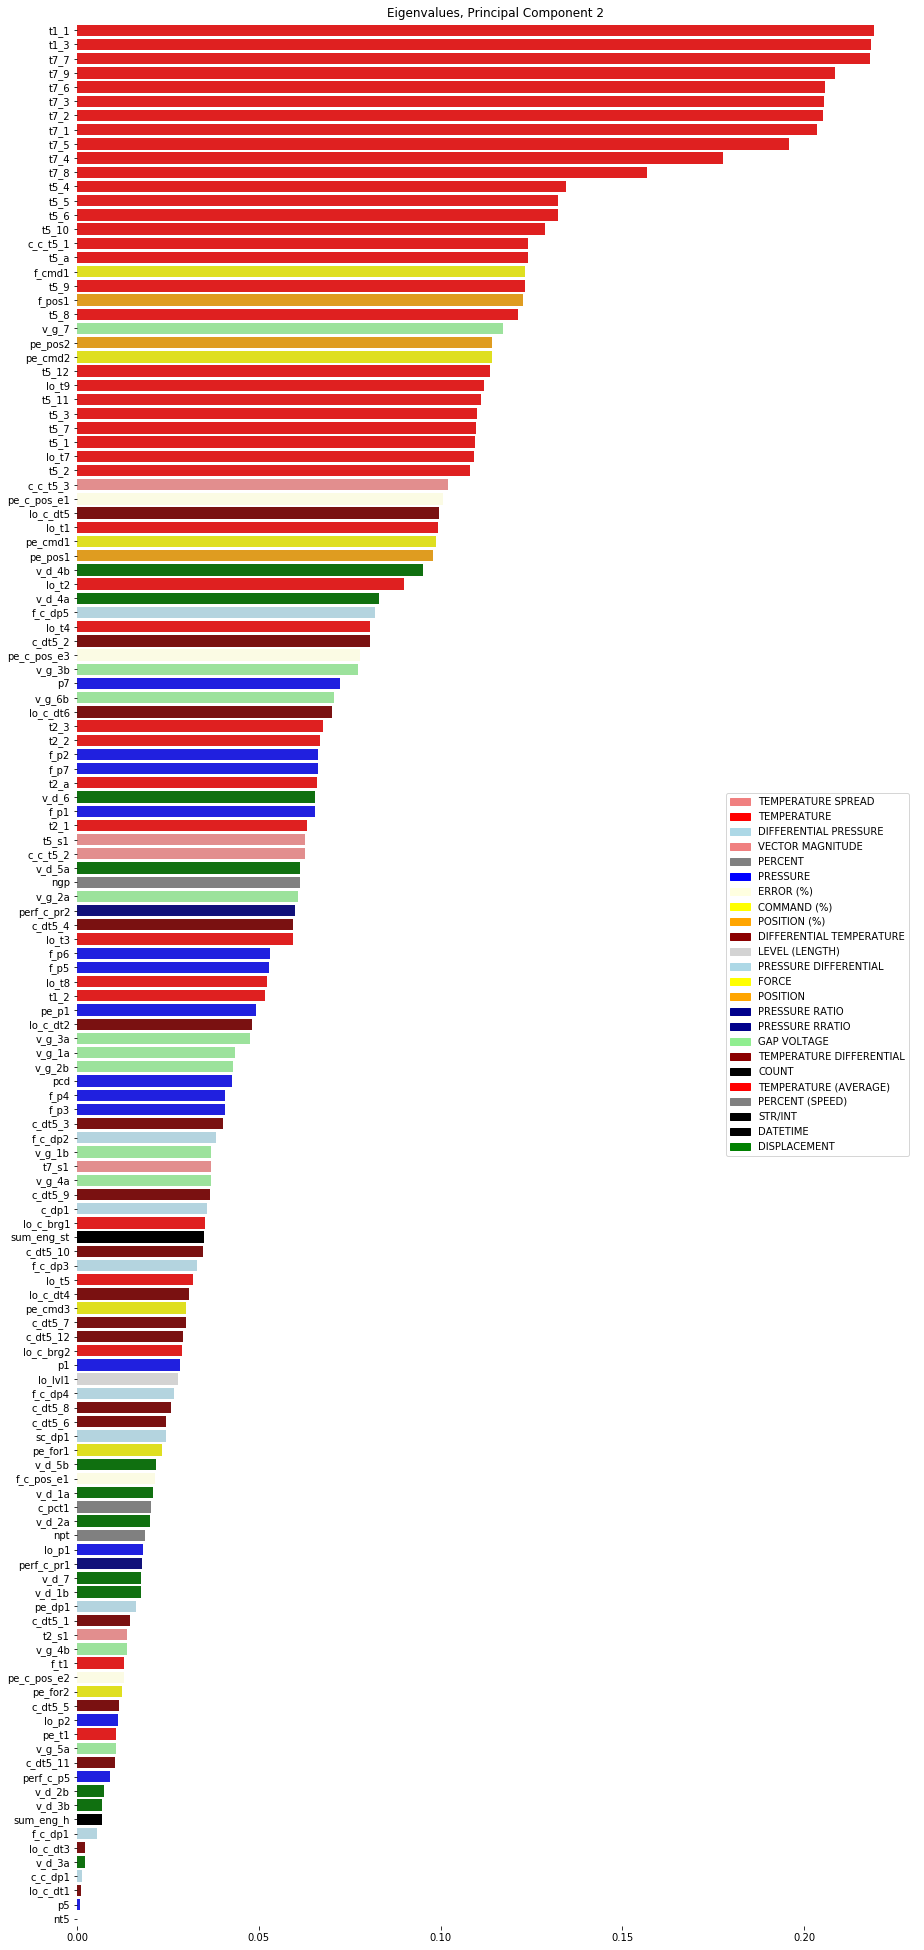 Eigenvalues, Principal Component 2
t1_1
t1_3
t7_7
t7_9
t7_6
t7_3
t7_2
t7_1
t7_5
t7_4
t7_8
t5_4
t5_5
t5_6
t5_10
c_c_t5_1
t5_a
f_cmd1
t5_9
f_pos1
t5_8
v_g_7
pe_pos2
pe_cmd2
t5_12
lo_t9
t5_11
t5_3
t5_7
t5_1
lo_t7
t5_2
c_c_t5_3
pe_c_pos_e1
lo_c_dt5
lo_t1
pe_cmd1
pe_pos1
v_d_4b
lo_t2
v_d_4a
f_c_dp5
lo_t4
c_dt5_2
pe_c_pos_e3
v_g_3b
p7
v_g_6b
lo_c_dt6
t2_3
t2_2
f_p2
f_p7
t2_a
v_d_6
f_p1
t2_1
t5_s1
c_c_t5_2
v_d_5a
ngp
v_g_2a
perf_c_pr2
c_dt5_4
lo_t3
f_p6
f_p5
lo_t8
t1_2
pe_p1
lo_c_dt2
v_g_3a
v_g_1a
v_g_2b
pcd
f_p4
f_p3
c_dt5_3
f_c_dp2
v_g_1b
t7_s1
v_g_4a
c_dt5_9
c_dp1
lo_c_brg1
sum_eng_st
c_dt5_10
f_c_dp3
lo_t5
lo_c_dt4
pe_cmd3
c_dt5_7
c_dt5_12
lo_c_brg2
p1
lo_lvl1
f_c_dp4
c_dt5_8
c_dt5_6
sc_dp1
pe_for1
v_d_5b
f_c_pos_e1
v_d_1a
c_pct1
v_d_2a
npt
lo_p1
perf_c_pr1
v_d_7
v_d_1b
pe_dp1
c_dt5_1
t2_s1
v_g_4b
f_t1
pe_c_pos_e2
pe_for2
c_dt5_5
lo_p2
pe_t1
v_g_5a
c_dt5_11
perf_c_p5
v_d_2b
v_d_3b
sum_eng_h
f_c_dp1
lo_c_dt3
v_d_3a
c_c_dp1
lo_c_dt1
p5
nt5
0.00 0.05 0.10 0.15 0.20
TEMPERATURE SPREAD
TEMPERATURE
DIFFERENTIAL PRESSURE
VECTOR MAGNITUDE
PERCENT
PRESSURE
ERROR (%)
COMMAND (%)
POSITION (%)
DIFFERENTIAL TEMPERATURE
LEVEL (LENGTH)
PRESSURE DIFFERENTIAL
FORCE
POSITION
PRESSURE RATIO
PRESSURE RRATIO
GAP VOLTAGE
TEMPERATURE DIFFERENTIAL
COUNT
TEMPERATURE (AVERAGE)
PERCENT (SPEED)
STR/INT
DATETIME
DISPLACEMENT